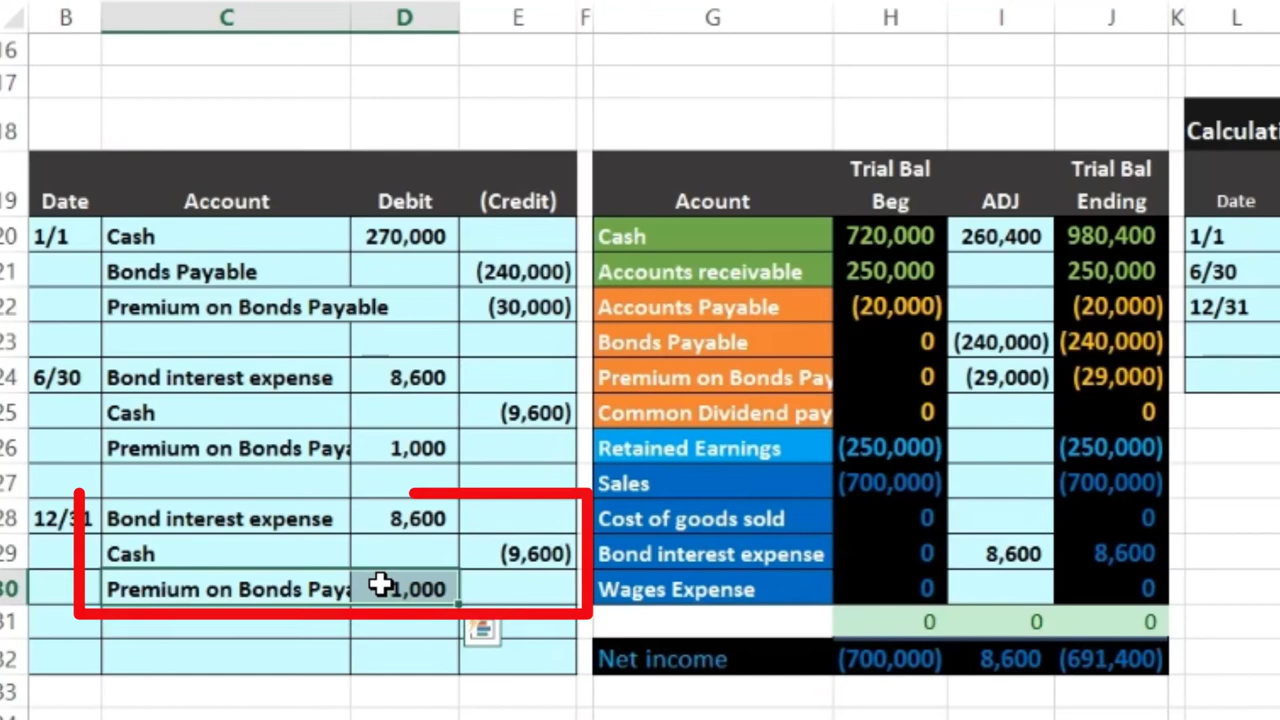 B C D E F G H I J K L
16
17
18 Calculati
Trial Bal Trial Bal
19 Date Account Debit (Credit) Acount Beg ADJ Ending Date
20 1/1 Cash 270,000 Cash 720,000 260,400 980,400 1/1
21 Bonds Payable (240,000) Accounts receivable 250,000 250,000 6/30
22 Premium on Bonds Payable (30,000) Accounts Payable (20,000) (20,000) 12/31
23 Bonds Payable 0 (240,000) (240,000)
24 6/30 Bond interest expense 8,600 Premium on Bonds Pay 0 (29,000) (29,000)
25 Cash (9,600) Common Dividend pay 0 0
26 Premium on Bonds Paya 1,000 Retained Earnings (250,000) (250,000)
27 Sales (700,000) (700,000)
28 12/31 Bond interest expense 8,600 Cost of goods sold 0 0
29 Cash (9,600) Bond interest expense 0 8,600 8,600
30 Premium on Bonds Paya 1,000 Wages Expense 0 0
31 0 0 0
32 Net income (700,000) 8,600 (691,400)
33